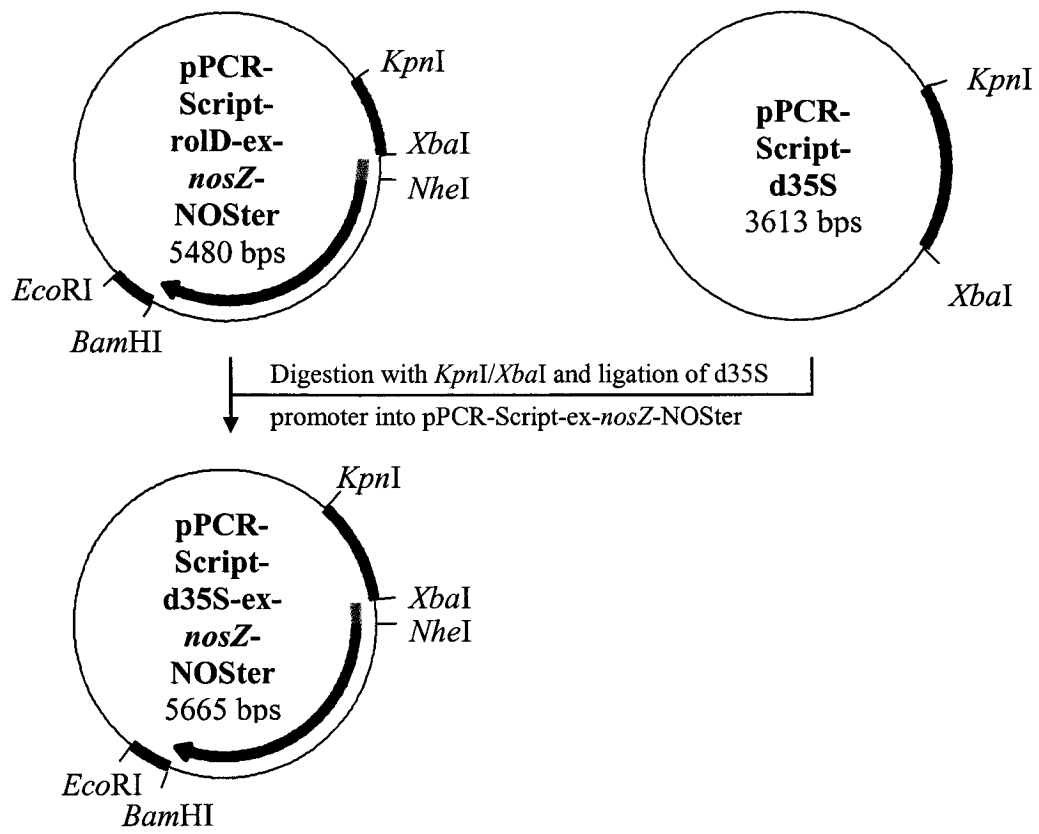 pPCR-
Script-
rolD-ex-
nosZ-
NOSter
5480 bps
KpnI
XbaI
NheI
EcoRI
BamHI
pPCR-
Script-
d35S
3613 bps
KpnI
XbaI
Digestion with KpnI/XbaI and ligation of d35S
promoter into pPCR-Script-ex-nosZ-NOSter
pPCR-
Script-
d35S-ex-
nosZ-
NOSter
5665 bps
KpnI
XbaI
NheI
EcoRI
BamHI